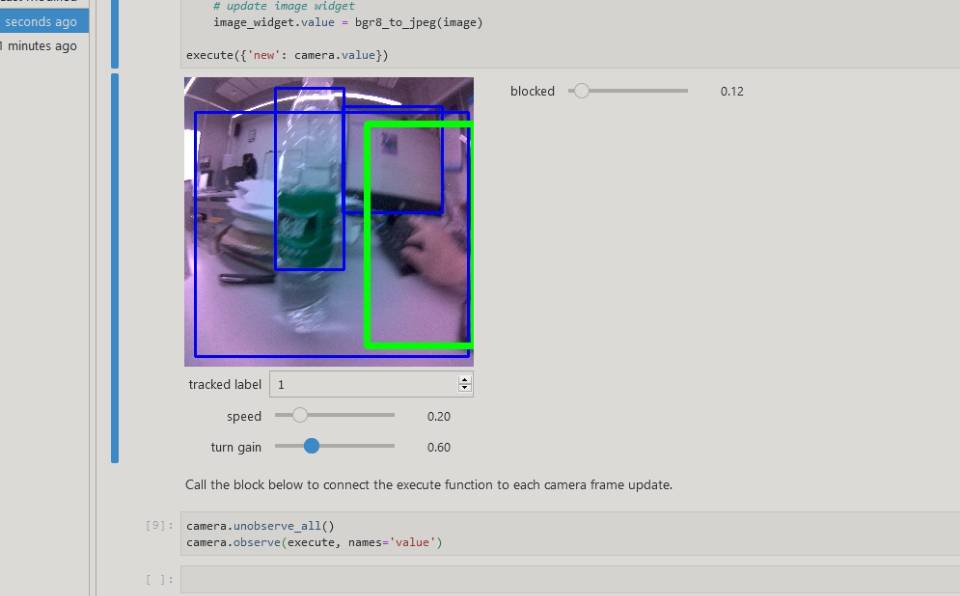 seconds ago
1 minutes ago
# update image widget
image_widget.value = bgr8_to_jpeg(image)
execute({'new': camera.value})
blocked 0.12
tracked label 1
speed 0.20
turn gain 0.60
Call the block below to connect the execute function to each camera frame update.
[9]: camera.unobserve_all()
camera.observe(execute, names='value')
[ ]: